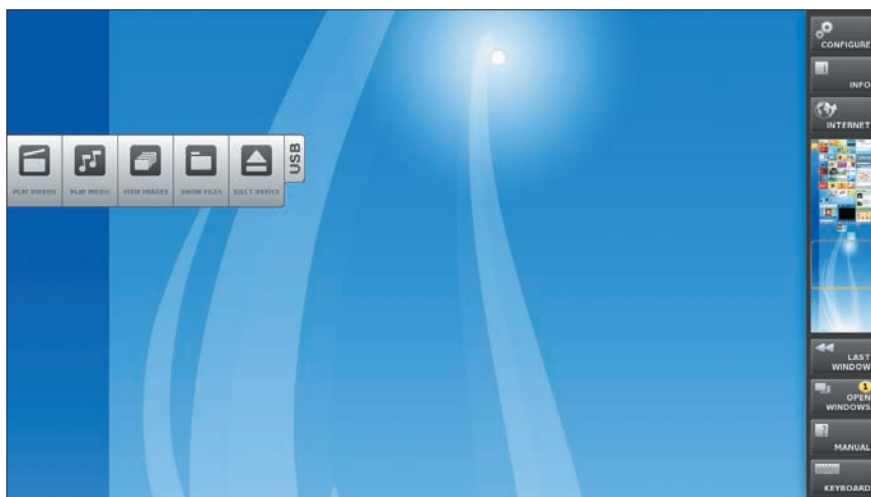 CONFIGURE
INFO
INTERNET
PLAY VIDEOS
PLAY MUSIC
VIEW IMAGES
SHOW FILES
EJECT DEVICE
USB
LAST
WINDOW
1
OPEN
WINDOWS
MANUAL
KEYBOARD